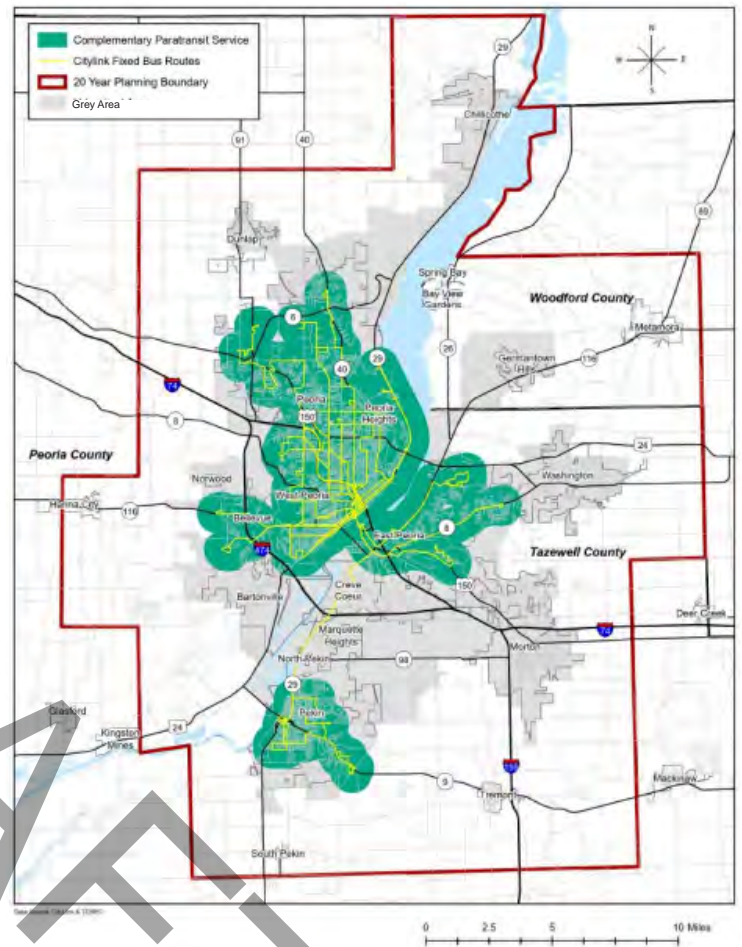 Complementary Paratransit Service
Citylink Fixed Bus Routes
20 Year Planning Boundary
Grey Area
N
W
E
S
29
Chillicothe
91
40
89
Dunlap
Spring Bay
Bay View
Gardens
Woodford County
6
Metamora
26
Germantown
Hills
116
29
40
74
Peoria
150
Peoria
Heights
8
24
Peoria County
Norwood
Washington
West Peoria
Hanna City
116
Bellevue
8
East Peoria
474
Tazewell County
150
Creve
Coeur
Bartonville
Deer Creek
Marquette
Heights
74
Morton
North Pekin
98
29
Glasford
Pekin
24
Kingston
Mines
155
9
Mackinaw
Tremont
South Pekin
0
2.5
5
10 Miles